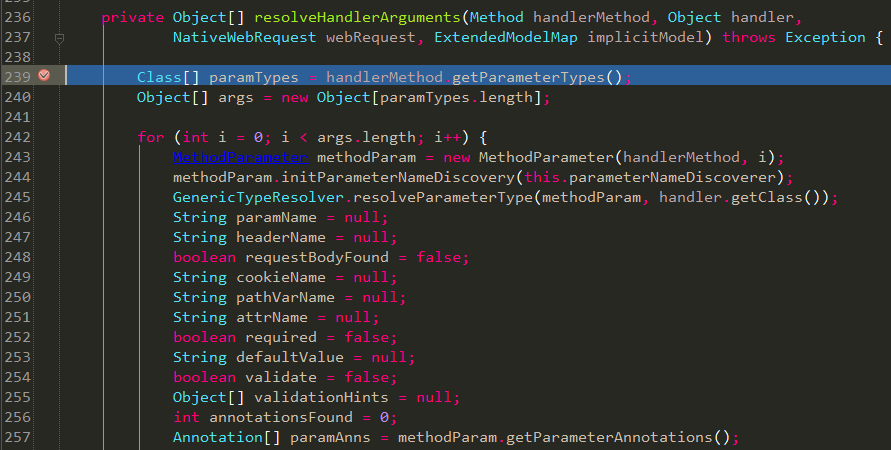 236 private Object[] resolveHandlerArguments(Method handlerMethod, Object handler,
237 NativeWebRequest webRequest, ExtendedModelMap implicitModel) throws Exception {
238
239 Class[] paramTypes = handlerMethod.getParameterTypes();
240 Object[] args = new Object[paramTypes.length];
241
242 for (int i = 0; i < args.length; i++) {
243 MethodParameter methodParam = new MethodParameter(handlerMethod, i);
244 methodParam.initParameterNameDiscovery(this.parameterNameDiscoverer);
245 GenericTypeResolver.resolveParameterType(methodParam, handler.getClass());
246 String paramName = null;
247 String headerName = null;
248 boolean requestBodyFound = false;
249 String cookieName = null;
250 String pathVarName = null;
251 String attrName = null;
252 boolean required = false;
253 String defaultValue = null;
254 boolean validate = false;
255 Object[] validationHints = null;
256 int annotationsFound = 0;
257 Annotation[] paramAnns = methodParam.getParameterAnnotations();